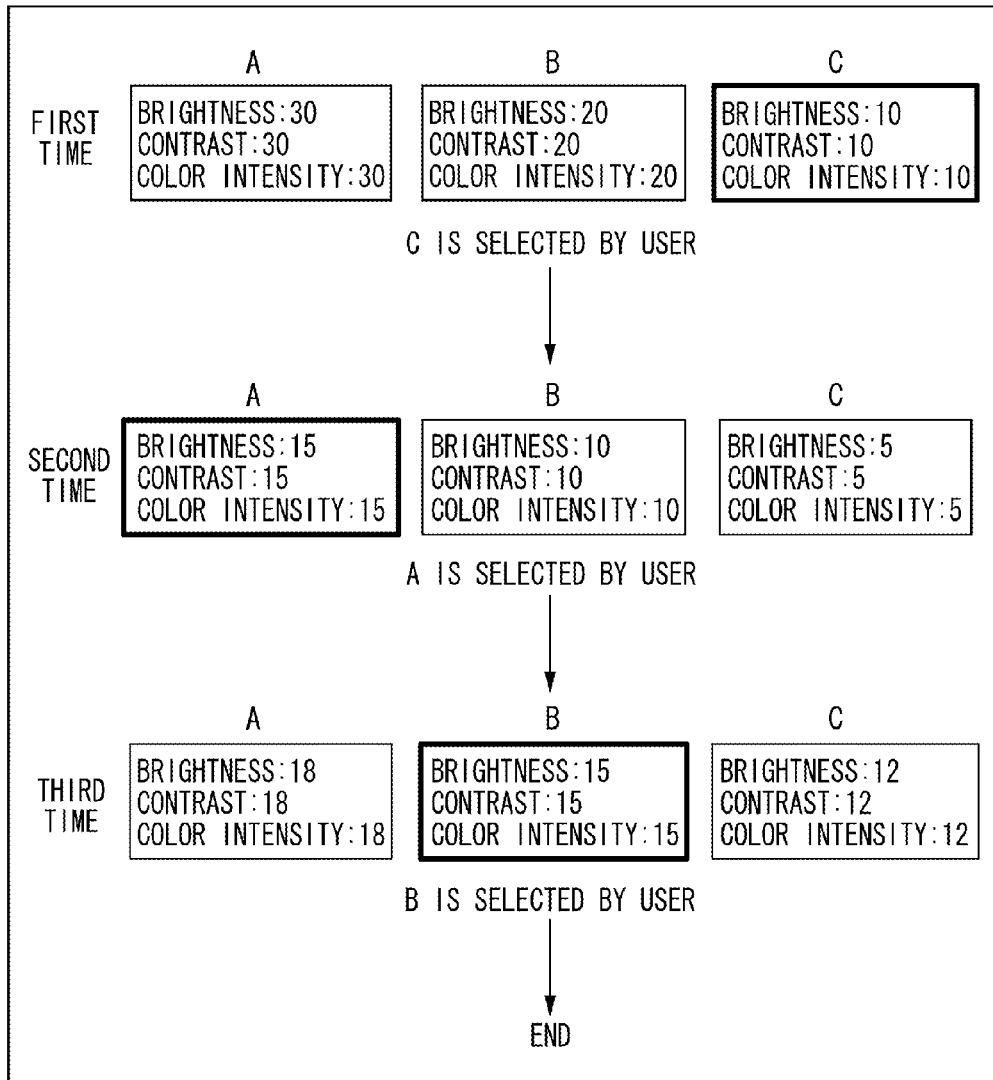 A B C
FIRST TIME
BRIGHTNESS:30
CONTRAST:30
COLOR INTENSITY:30
BRIGHTNESS:20
CONTRAST:20
COLOR INTENSITY:20
BRIGHTNESS:10
CONTRAST:10
COLOR INTENSITY:10
C IS SELECTED BY USER
A B C
SECOND TIME
BRIGHTNESS:15
CONTRAST:15
COLOR INTENSITY:15
BRIGHTNESS:10
CONTRAST:10
COLOR INTENSITY:10
BRIGHTNESS:5
CONTRAST:5
COLOR INTENSITY:5
A IS SELECTED BY USER
A B C
THIRD TIME
BRIGHTNESS:18
CONTRAST:18
COLOR INTENSITY:18
BRIGHTNESS:15
CONTRAST:15
COLOR INTENSITY:15
BRIGHTNESS:12
CONTRAST:12
COLOR INTENSITY:12
B IS SELECTED BY USER
END